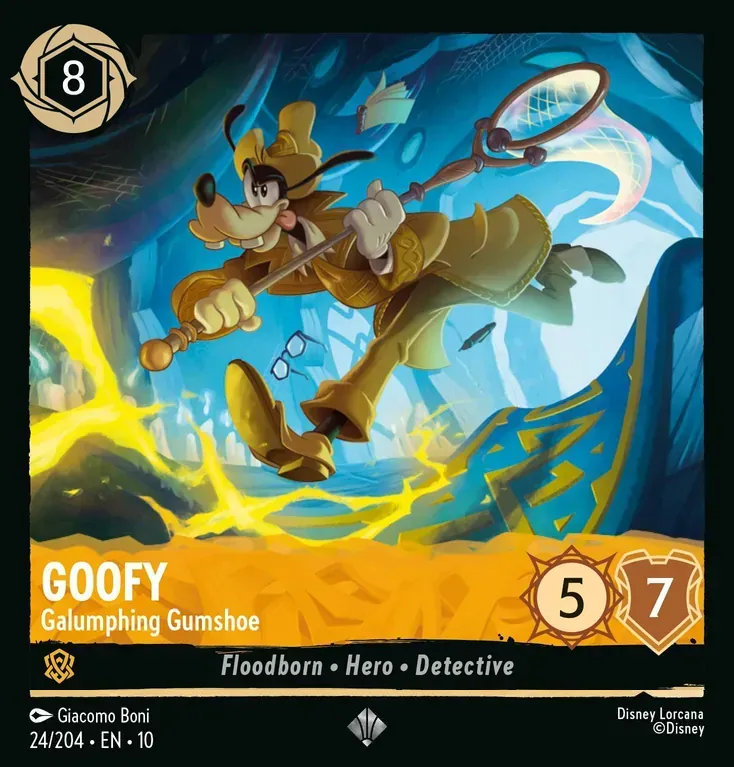 8
GOOFY
Galumphing Gumshoe
5
7
Floodborn • Hero • Detective
Giacomo Boni
24/204 • EN • 10
Disney Lorcana
©Disney